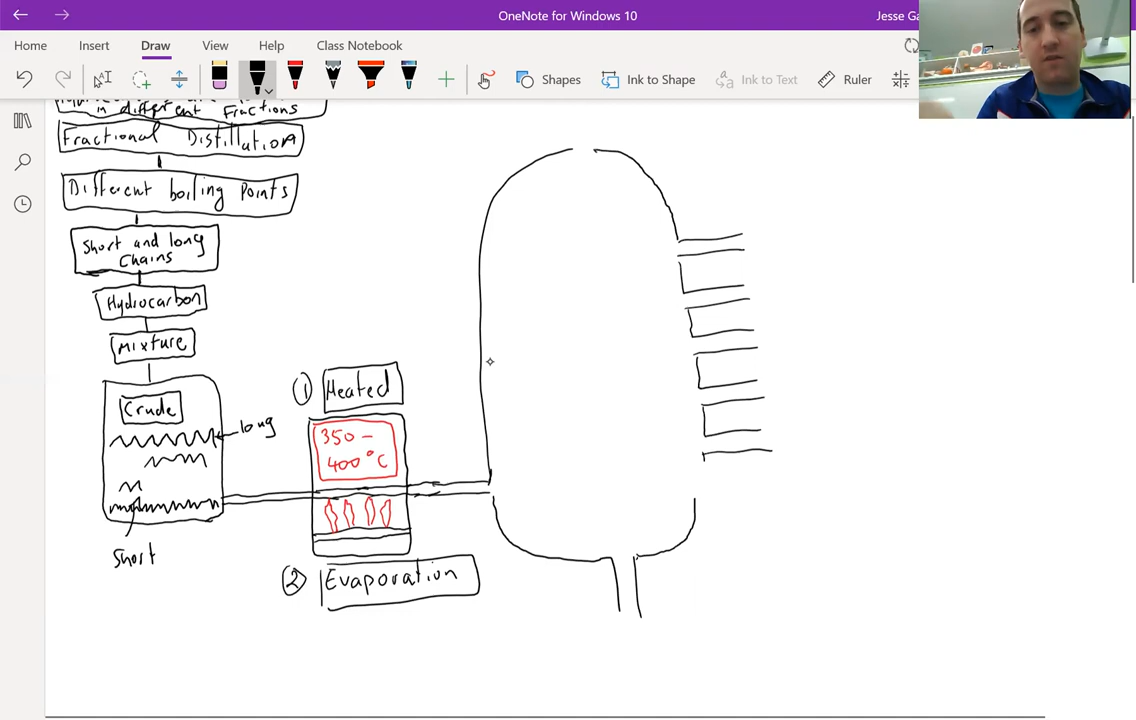 OneNote for Windows 10
Jesse Ga
Home
Insert
Draw
View
Help
Class Notebook
Shapes
Ink to Shape
Ink to Text
Ruler
in different Fractions
Fractional Distillation
Different boiling Points
Short and long
Chains
Hydrocarbon
Mixture
Crude
long
Short
① Heated
350 -
400°C
② Evaporation